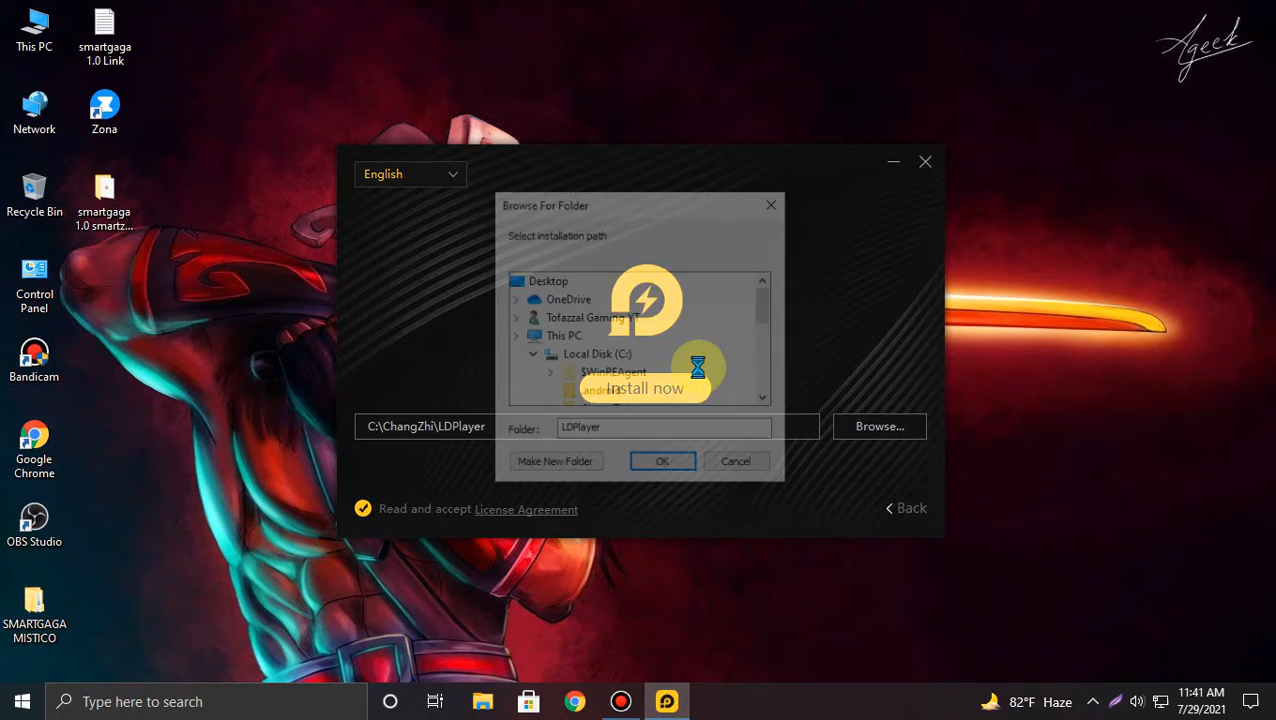 This PC
smartgaga
1.0 Link
Ageek
Network
Zona
Recycle Bin
smartgaga
1.0 smartz...
Control
Panel
Bandicam
Google
Chrome
OBS Studio
SMARTGAGA
MISTICO
English
Browse For Folder
Select installation path
Desktop
OneDrive
Tofazzal Gaming YT
This PC
Local Disk (C:)
$WinREAgent
.android
Install now
C:\ChangZhi\LDPlayer
Folder:
LDPlayer
Browse...
Make New Folder
OK
Cancel
Read and accept License Agreement
Back
Type here to search
82°F Haze
11:41 AM
7/29/2021